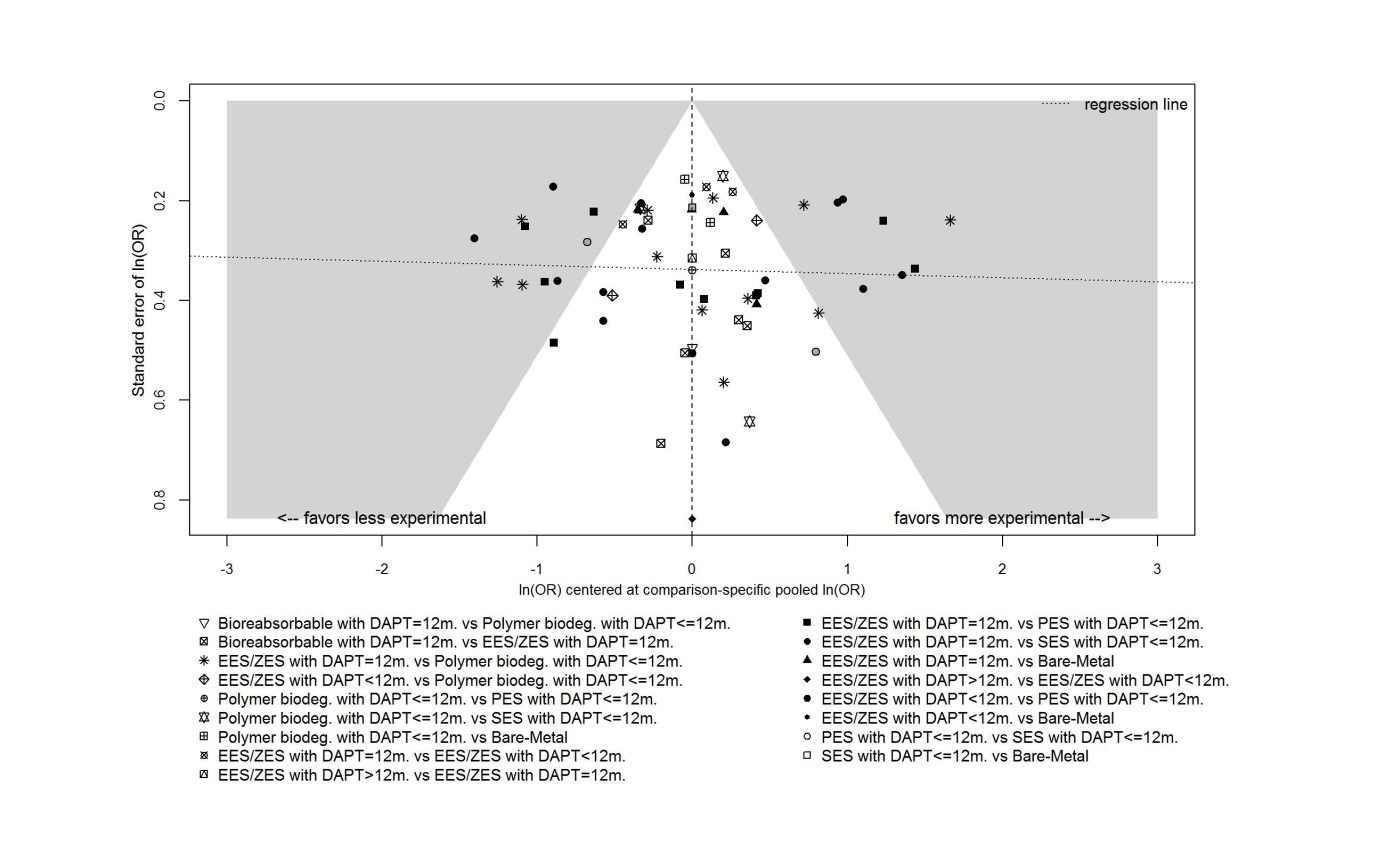 regression line
0.0
0.2
0.4
0.6
0.8
Standard error of ln(OR)
<-- favors less experimental
favors more experimental -->
-3
-2
-1
0
1
2
3
ln(OR) centered at comparison-specific pooled ln(OR)
Bioreabsorbable with DAPT=12m. vs Polymer biodeg. with DAPT<=12m.
Bioreabsorbable with DAPT=12m. vs EES/ZES with DAPT=12m.
EES/ZES with DAPT=12m. vs Polymer biodeg. with DAPT<=12m.
EES/ZES with DAPT<12m. vs Polymer biodeg. with DAPT<=12m.
Polymer biodeg. with DAPT<=12m. vs PES with DAPT<=12m.
Polymer biodeg. with DAPT<=12m. vs SES with DAPT<=12m.
Polymer biodeg. with DAPT<=12m. vs Bare-Metal
EES/ZES with DAPT=12m. vs EES/ZES with DAPT<12m.
EES/ZES with DAPT>12m. vs EES/ZES with DAPT=12m.
EES/ZES with DAPT=12m. vs PES with DAPT<=12m.
EES/ZES with DAPT=12m. vs SES with DAPT<=12m.
EES/ZES with DAPT=12m. vs Bare-Metal
EES/ZES with DAPT>12m. vs EES/ZES with DAPT<12m.
EES/ZES with DAPT<12m. vs PES with DAPT<=12m.
EES/ZES with DAPT<12m. vs Bare-Metal
PES with DAPT<=12m. vs SES with DAPT<=12m.
SES with DAPT<=12m. vs Bare-Metal